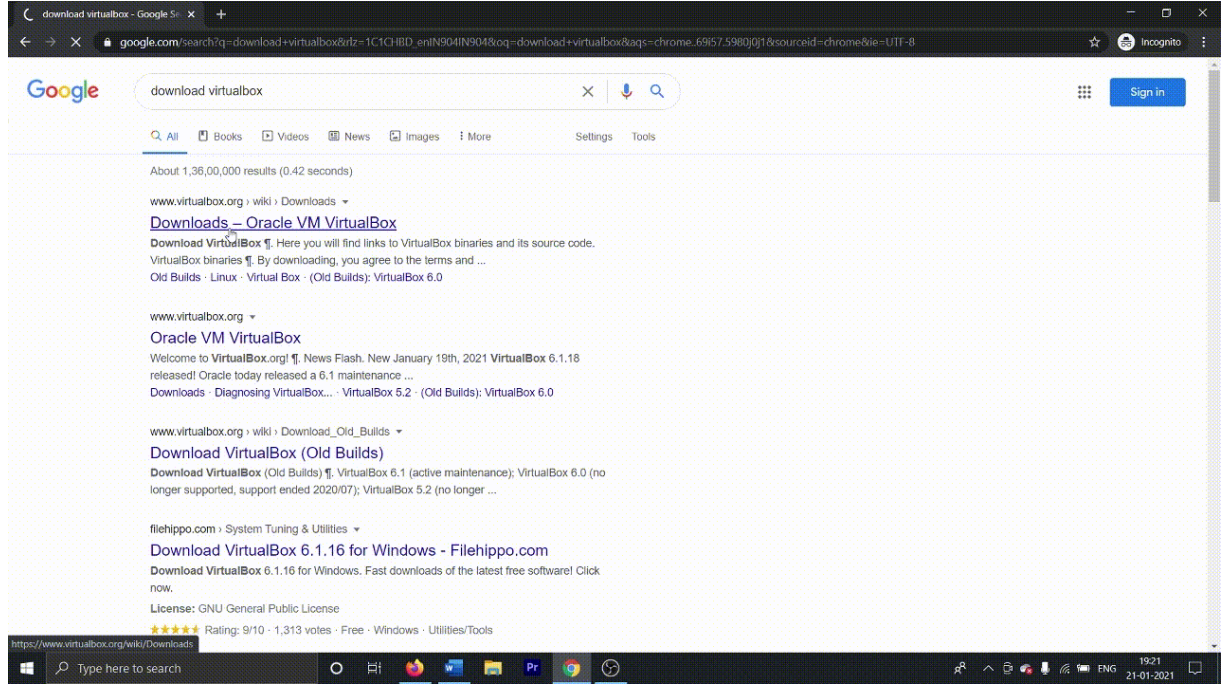 download virtualbox - Google Se
google.com/search?q=download+virtualbox&rlz=1C1CHBD_enIN904IN904&oq=download+virtualbox&aqs=chrome..69i57.5980j0j1&sourceid=chrome&ie=UTF-8
Incognito
Google
download virtualbox
Sign in
All Books Videos News Images More Settings Tools
About 1,36,00,000 results (0.42 seconds)
www.virtualbox.org › wiki › Downloads
Downloads – Oracle VM VirtualBox
Download VirtualBox ¶. Here you will find links to VirtualBox binaries and its source code.
VirtualBox binaries ¶. By downloading, you agree to the terms and ...
Old Builds · Linux · Virtual Box · (Old Builds): VirtualBox 6.0
www.virtualbox.org
Oracle VM VirtualBox
Welcome to VirtualBox.org! ¶. News Flash. New January 19th, 2021 VirtualBox 6.1.18
released! Oracle today released a 6.1 maintenance ...
Downloads · Diagnosing VirtualBox... · VirtualBox 5.2 · (Old Builds): VirtualBox 6.0
www.virtualbox.org › wiki › Download_Old_Builds
Download VirtualBox (Old Builds)
Download VirtualBox (Old Builds) ¶. VirtualBox 6.1 (active maintenance); VirtualBox 6.0 (no
longer supported, support ended 2020/07); VirtualBox 5.2 (no longer ...
filehippo.com › System Tuning & Utilities
Download VirtualBox 6.1.16 for Windows - Filehippo.com
Download VirtualBox 6.1.16 for Windows. Fast downloads of the latest free software! Click
now.
License: GNU General Public License
Rating: 9/10 · 1,313 votes · Free · Windows · Utilities/Tools
https://www.virtualbox.org/wiki/Downloads
Type here to search
Pr
ENG
19:21
21-01-2021